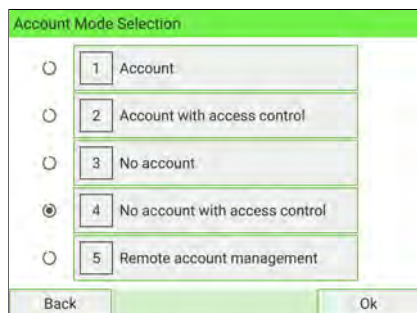 Account Mode Selection
1 Account
2 Account with access control
3 No account
4 No account with access control
5 Remote account management
Back Ok